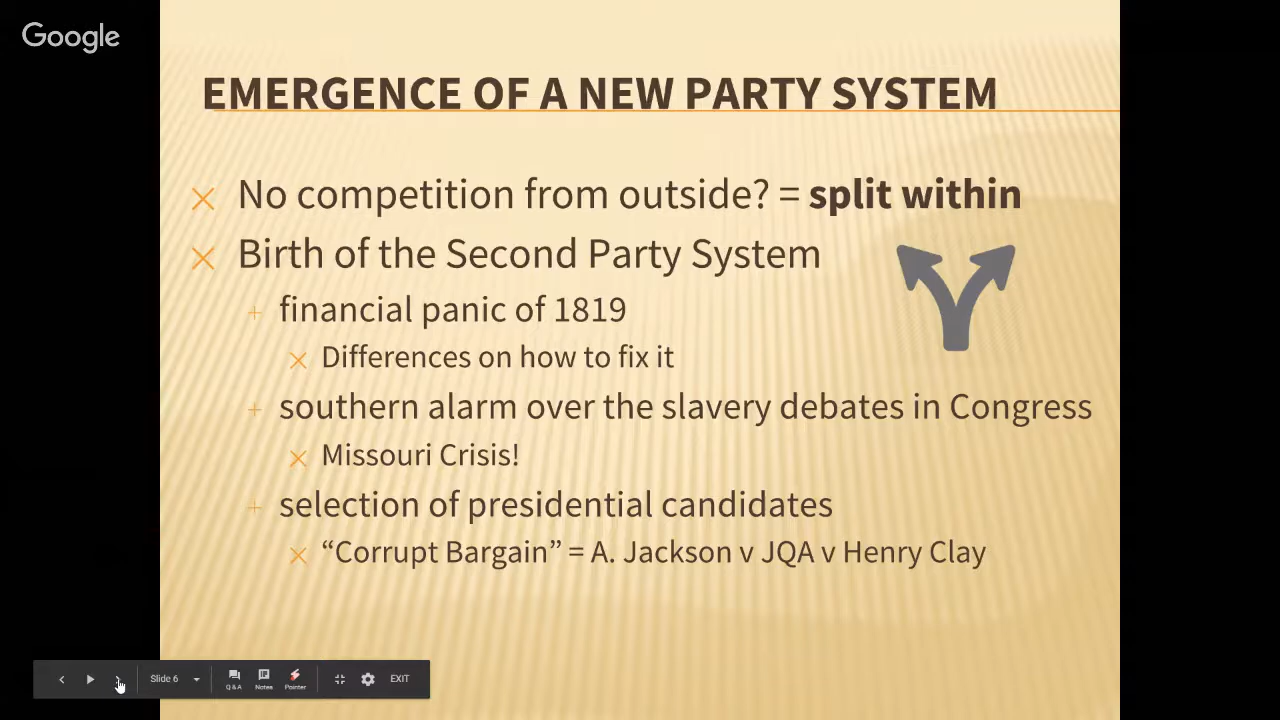 Google
EMERGENCE OF A NEW PARTY SYSTEM
No competition from outside? = split within
Birth of the Second Party System
financial panic of 1819
Differences on how to fix it
southern alarm over the slavery debates in Congress
Missouri Crisis!
selection of presidential candidates
“Corrupt Bargain” = A. Jackson v JQA v Henry Clay
Slide 6
Q & A
Notes
Pointer
EXIT